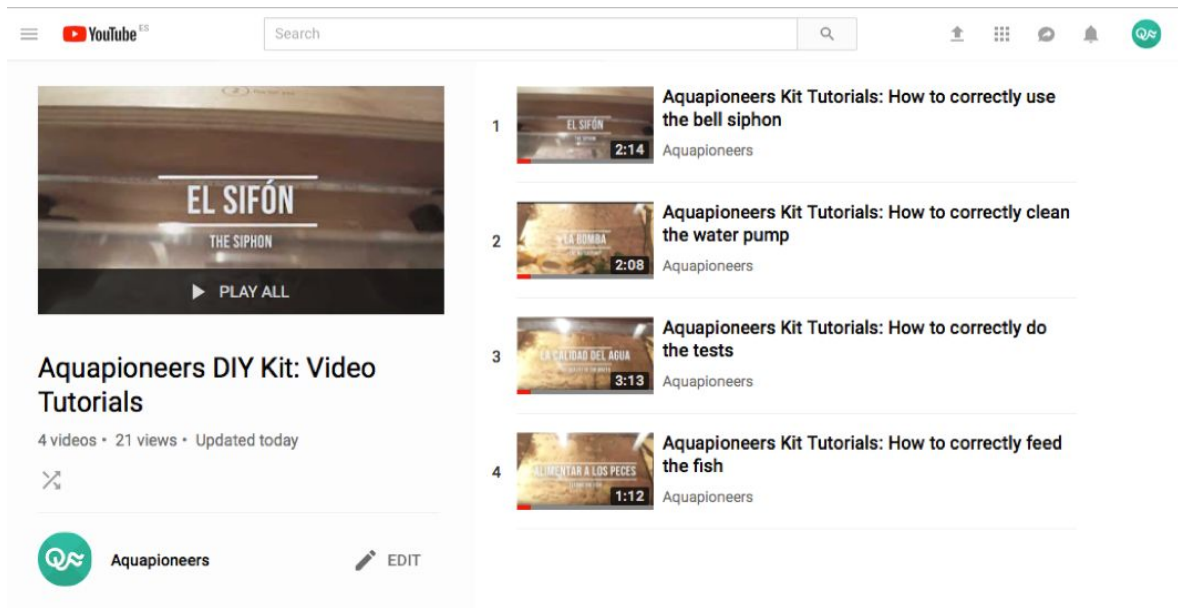 YouTube ES
Search
EL SIFÓN
THE SIPHON
PLAY ALL
Aquapioneers DIY Kit: Video
Tutorials
4 videos • 21 views • Updated today
Aquapioneers
EDIT
1
EL SIFÓN
THE SIPHON
2:14
Aquapioneers Kit Tutorials: How to correctly use
the bell siphon
Aquapioneers
2
LA BOMBA
2:08
Aquapioneers Kit Tutorials: How to correctly clean
the water pump
Aquapioneers
3
LA CALIDAD DEL AGUA
3:13
Aquapioneers Kit Tutorials: How to correctly do
the tests
Aquapioneers
4
ALIMENTAR A LOS PECES
1:12
Aquapioneers Kit Tutorials: How to correctly feed
the fish
Aquapioneers